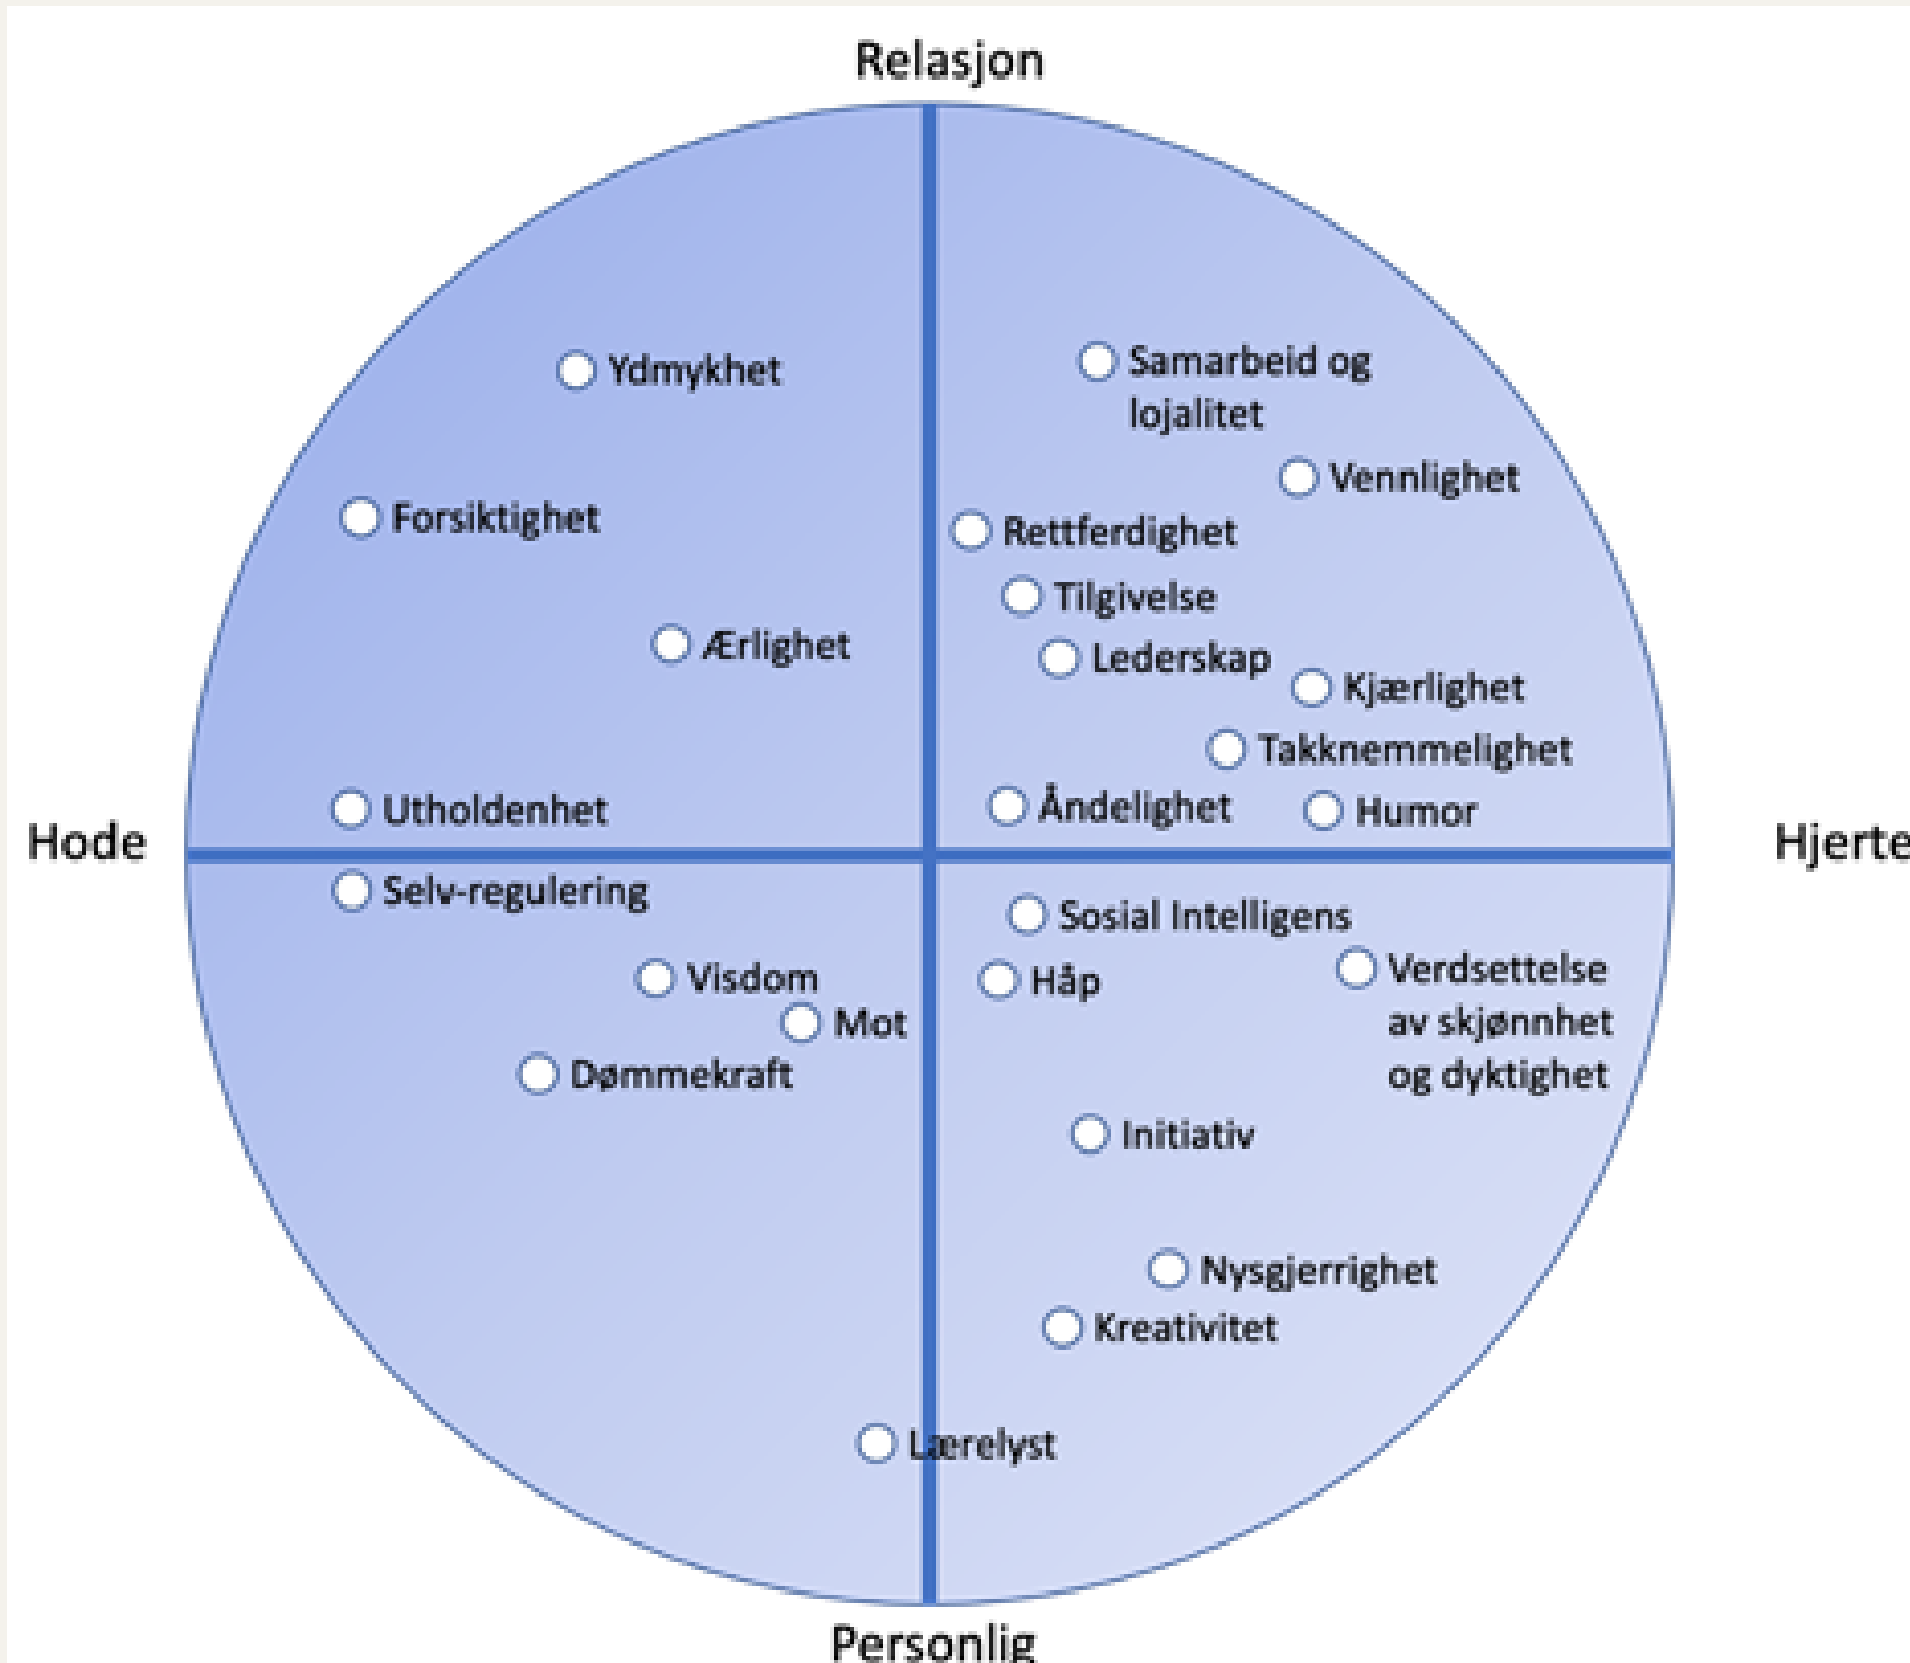 Relasjon
Ydmykhet
Samarbeid og
lojalitet
Vennlighet
Forsiktighet
Rettferdighet
Tilgivelse
Ærlighet
Lederskap
Kjærlighet
Takknemmelighet
Utholdenhet
Åndelighet
Humor
Hode
Hjerte
Selv-regulering
Sosial Intelligens
Visdom
Håp
Verdsettelse
av skjønnhet
og dyktighet
Mot
Dømmekraft
Initiativ
Nysgjerrighet
Kreativitet
Lærelyst
Personlig